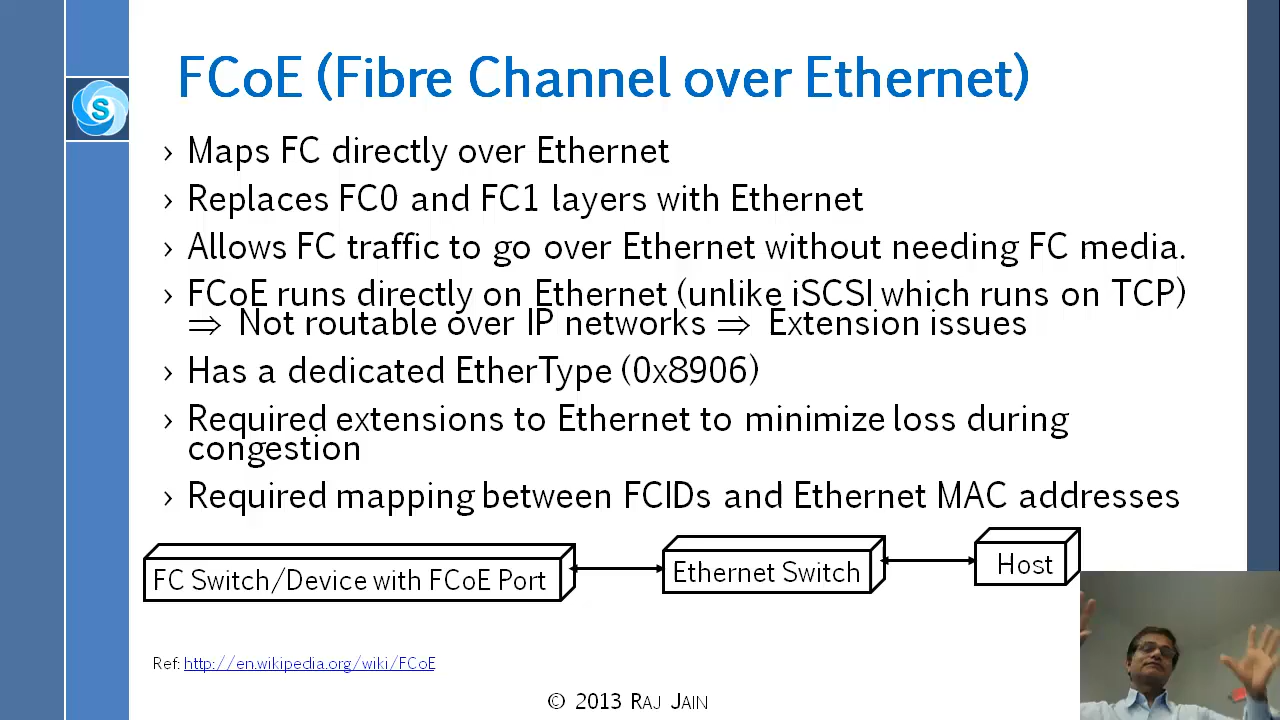 FCoE (Fibre Channel over Ethernet)
S
› Maps FC directly over Ethernet
› Replaces FC0 and FC1 layers with Ethernet
› Allows FC traffic to go over Ethernet without needing FC media.
› FCoE runs directly on Ethernet (unlike iSCSI which runs on TCP)
⇒ Not routable over IP networks ⇒ Extension issues
› Has a dedicated EtherType (0x8906)
› Required extensions to Ethernet to minimize loss during
congestion
› Required mapping between FCIDs and Ethernet MAC addresses
FC Switch/Device with FCoE Port
Ethernet Switch
Host
Ref: http://en.wikipedia.org/wiki/FCoE
© 2013 RAJ JAIN